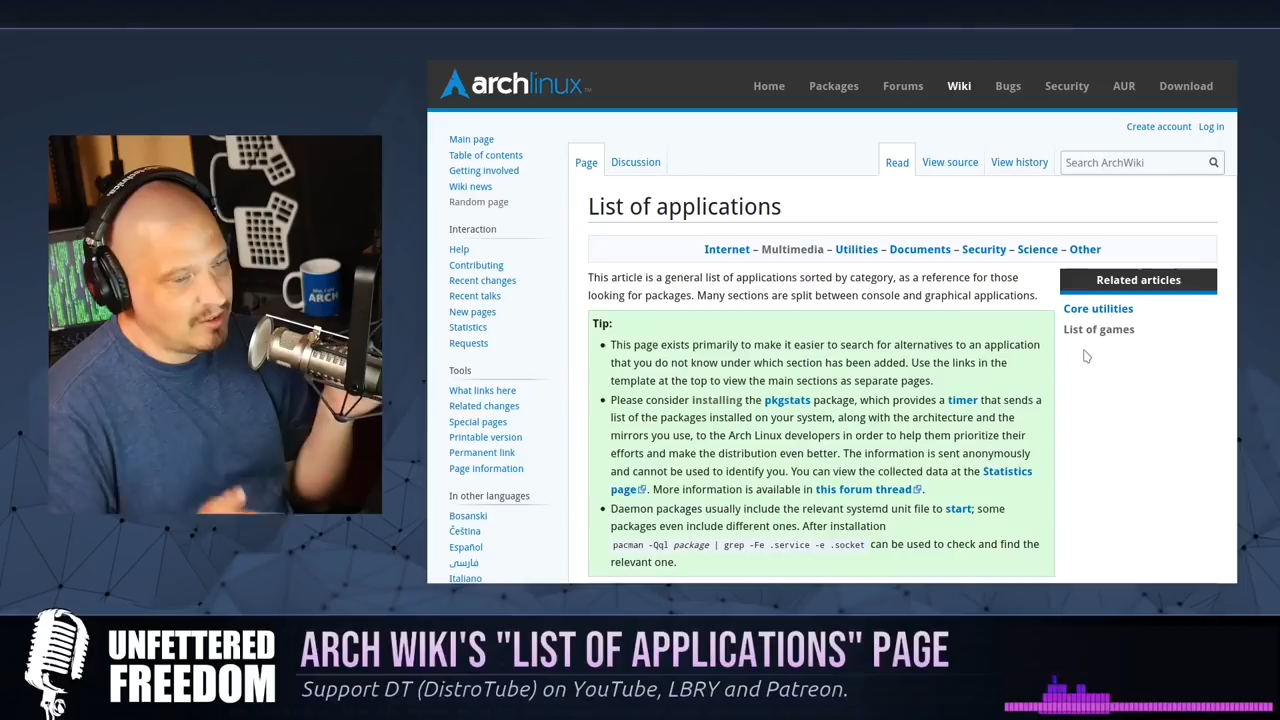 archlinux
Home Packages Forums Wiki Bugs Security AUR Download
Create account Log in
Main page
Table of contents
Getting involved
Wiki news
Random page
Interaction
Help
Contributing
Recent changes
Recent talks
New pages
Statistics
Requests
Tools
What links here
Related changes
Special pages
Printable version
Permanent link
Page information
In other languages
Bosanski
Čeština
Español
فارسی
Italiano
Page Discussion Read View source View history Search ArchWiki
List of applications
Internet – Multimedia – Utilities – Documents – Security – Science – Other
This article is a general list of applications sorted by category, as a reference for those
looking for packages. Many sections are split between console and graphical applications.
Related articles
Core utilities
List of games
Tip:
• This page exists primarily to make it easier to search for alternatives to an application
that you do not know under which section has been added. Use the links in the
template at the top to view the main sections as separate pages.
• Please consider installing the pkgstats package, which provides a timer that sends a
list of the packages installed on your system, along with the architecture and the
mirrors you use, to the Arch Linux developers in order to help them prioritize their
efforts and make the distribution even better. The information is sent anonymously
and cannot be used to identify you. You can view the collected data at the Statistics
page. More information is available in this forum thread.
• Daemon packages usually include the relevant systemd unit file to start; some
packages even include different ones. After installation
pacman -Qql package | grep -Fe .service -e .socket can be used to check and find the
relevant one.
ARCH
UNFETTERED
FREEDOM
ARCH WIKI'S "LIST OF APPLICATIONS" PAGE
Support DT (DistroTube) on YouTube, LBRY and Patreon.